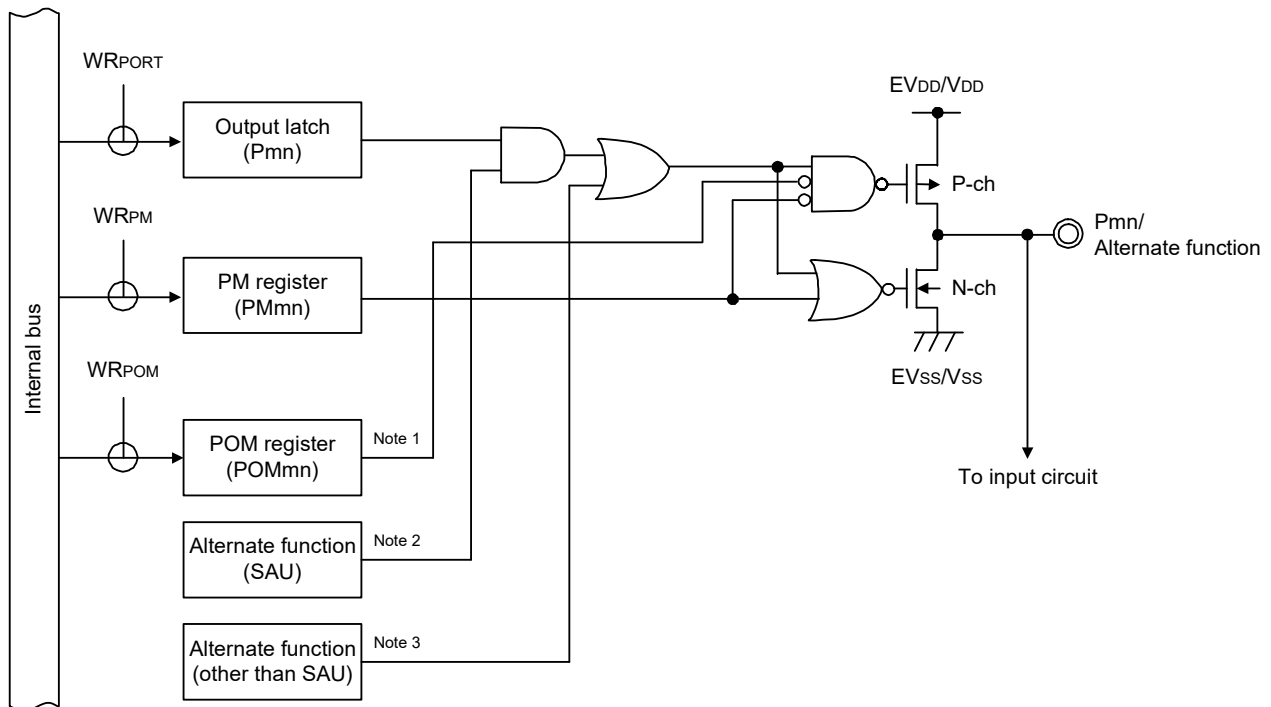 WRPORT
Output latch
(Pmn)
EVDD/VDD
P-ch
Pmn/
Alternate function
WRPM
PM register
(PMmn)
N-ch
EVSS/VSS
Internal bus
WRPOM
POM register
(POMmn)
Note 1
To input circuit
Alternate function
(SAU)
Note 2
Alternate function
(other than SAU)
Note 3